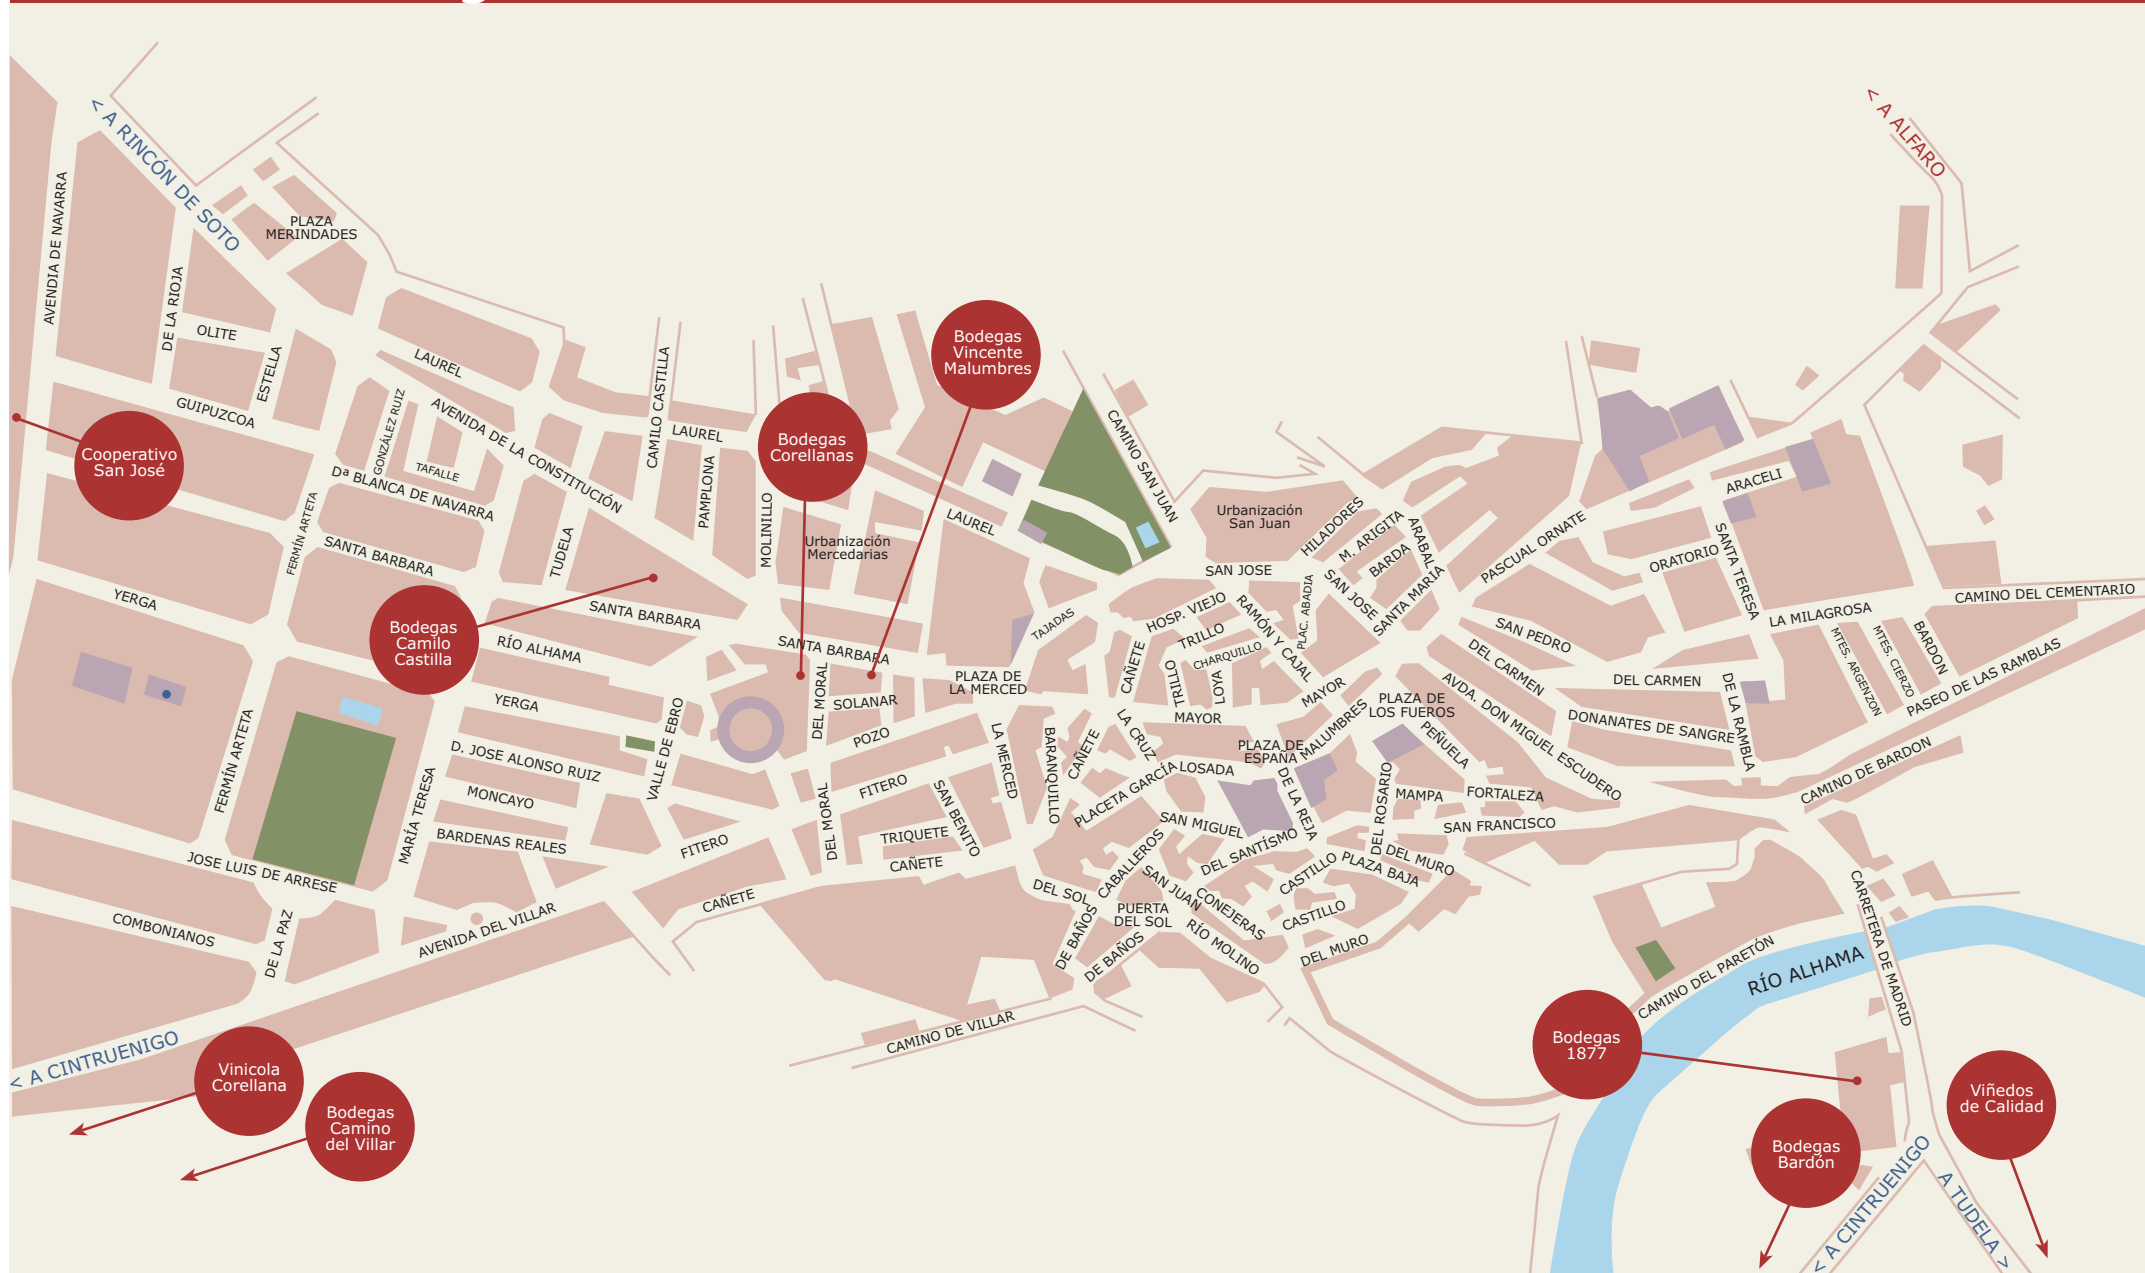 < A RINCÓN DE SOTO
< A ALFARO
AVENDIA DE NAVARRA
PLAZA
MERINDADES
DE LA RIOJA
OLITE
ESTELLA
GUIPUZCOA
LAUREL
GONZÁLEZ RUIZ
TAFALLE
AVENIDA DE LA CONSTITUCIÓN
CAMILO CASTILLA
LAUREL
PAMPLONA
MOLINILLO
Bodegas
Vincente
Malumbres
Bodegas
Corellanas
Cooperativo
San José
Dª BLANCA DE NAVARRA
FERMÍN ARTETA
SANTA BARBARA
TUDELA
Urbanización
Mercedarias
LAUREL
CAMINO SAN JUAN
Urbanización
San Juan
HILADORES
M. ARIGITA
BARDA
ARABAL
SAN JOSE
SAN JOSE
SANTA MARIA
PASCUAL ORNATE
ARACELI
ORATORIO
SANTA TERESA
LA MILAGROSA
CAMINO DEL CEMENTARIO
MTES. ARGENZON
MTES. CIERZO
BARDON
PASEO DE LAS RAMBLAS
YERGA
Bodegas
Camilo
Castilla
SANTA BARBARA
RÍO ALHAMA
SANTA BARBARA
TAJADAS
HOSP. VIEJO
TRILLO
CHARQUILLO
RAMÓN Y CAJAL
PLAC. ABADIA
CAÑETE
TRILLO
LOYA
SAN PEDRO
DEL CARMEN
DEL CARMEN
AVDA. DON MIGUEL ESCUDERO
DONANATES DE SANGRE
DE LA RAMBLA
CAMINO DE BARDON
YERGA
VALLE DE EBRO
DEL MORAL
SOLANAR
POZO
PLAZA DE
LA MERCED
LA MERCED
BARANQUILLO
CAÑETE
LA CRUZ
MAYOR
MAYOR
MALUMBRES
PLAZA DE
LOS FUEROS
PLAZA DE
ESPAÑA
PEÑUELA
FERMÍN ARTETA
MARÍA TERESA
D. JOSE ALONSO RUIZ
MONCAYO
BARDENAS REALES
FITERO
DEL MORAL
FITERO
TRIQUETE
CAÑETE
SAN BENITO
PLACETA GARCÍA
LOSADA
SAN MIGUEL
DE LA REJA
DEL ROSARIO
MAMPA
FORTALEZA
SAN FRANCISCO
DEL SANTÍSMO
CABALLEROS
DEL SOL
SAN JUAN
CONEJERAS
CASTILLO
PLAZA BAJA
DEL MURO
CASTILLO
PUERTA
DEL SOL
DE BAÑOS
DE BAÑOS
RÍO MOLINO
DEL MURO
JOSE LUIS DE ARRESE
COMBONIANOS
DE LA PAZ
AVENIDA DEL VILLAR
CAÑETE
CAMINO DE VILLAR
CARRETERA DE MADRID
CAMINO DEL PARETÓN
RÍO ALHAMA
< A CINTRUENIGO
Vinicola
Corellana
Bodegas
Camino
del Villar
Bodegas
1877
Viñedos
de Calidad
Bodegas
Bardón
< A CINTRUENIGO
A TUDELA >